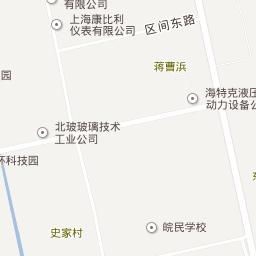 有限公司
上海康比利
仪表有限公司
区间东路
蒋曹浜
园
海特克液压
动力设备公
北玻玻璃技术
工业公司
环科技园
皖民学校
史家村